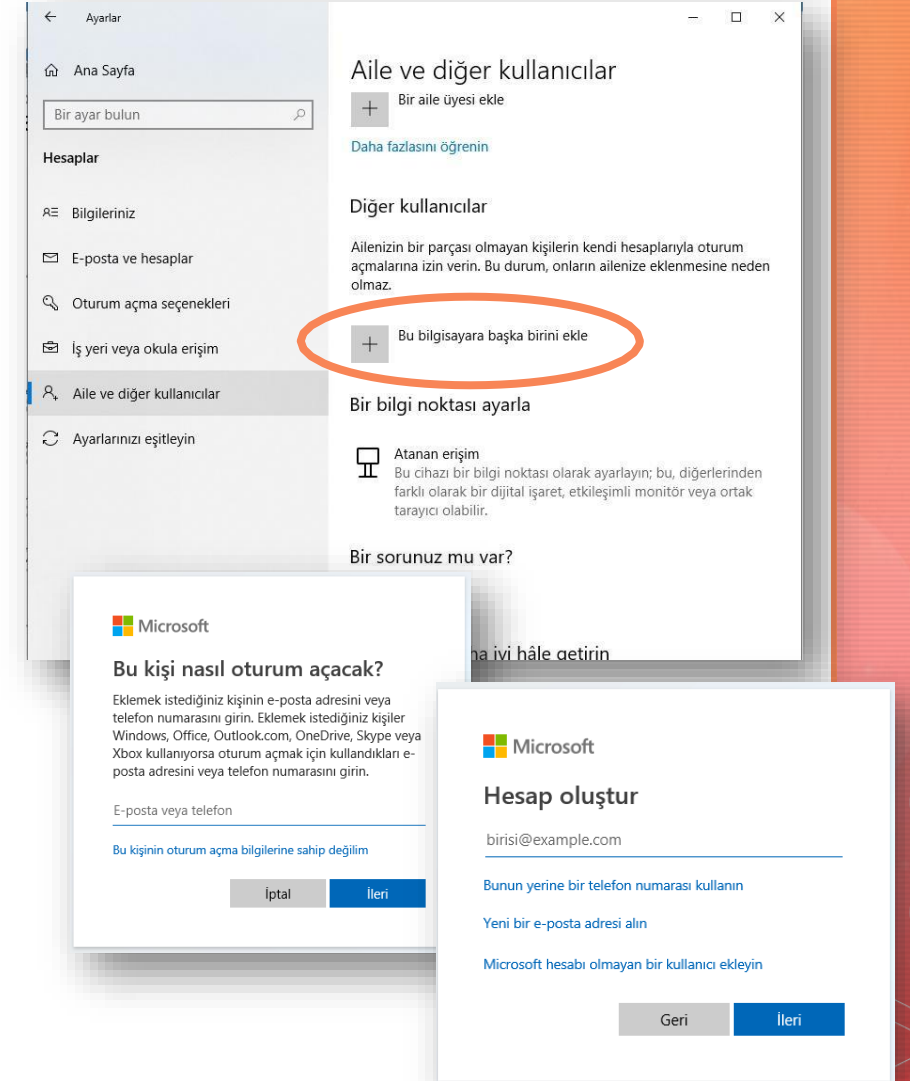 Ayarlar
Ana Sayfa
Bir ayar bulun
Hesaplar
Bilgileriniz
E-posta ve hesaplar
Oturum açma seçenekleri
İş yeri veya okula erişim
Aile ve diğer kullanıcılar
Ayarlarınızı eşitleyin
Aile ve diğer kullanıcılar
Bir aile üyesi ekle
Daha fazlasını öğrenin
Diğer kullanıcılar
Ailenizin bir parçası olmayan kişilerin kendi hesaplarıyla oturum
açmalarına izin verin. Bu durum, onların ailenize eklenmesine neden
olmaz.
Bu bilgisayara başka birini ekle
Bir bilgi noktası ayarla
Atanan erişim
Bu cihazı bir bilgi noktası olarak ayarlayın; bu, diğerlerinden
farklı olarak bir dijital işaret, etkileşimli monitör veya ortak
tarayıcı olabilir.
Bir sorunuz mu var?
iyi hâle getirin
Microsoft
Bu kişi nasıl oturum açacak?
Eklemek istediğiniz kişinin e-posta adresini veya
telefon numarasını girin. Eklemek istediğiniz kişiler
Windows, Office, Outlook.com, OneDrive, Skype veya
Xbox kullanıyorsa oturum açmak için kullandıkları e-
posta adresini veya telefon numarasını girin.
E-posta veya telefon
Bu kişinin oturum açma bilgilerine sahip değilim
İptal
İleri
Microsoft
Hesap oluştur
birisi@example.com
Bunun yerine bir telefon numarası kullanın
Yeni bir e-posta adresi alın
Microsoft hesabı olmayan bir kullanıcı ekleyin
Geri
İleri